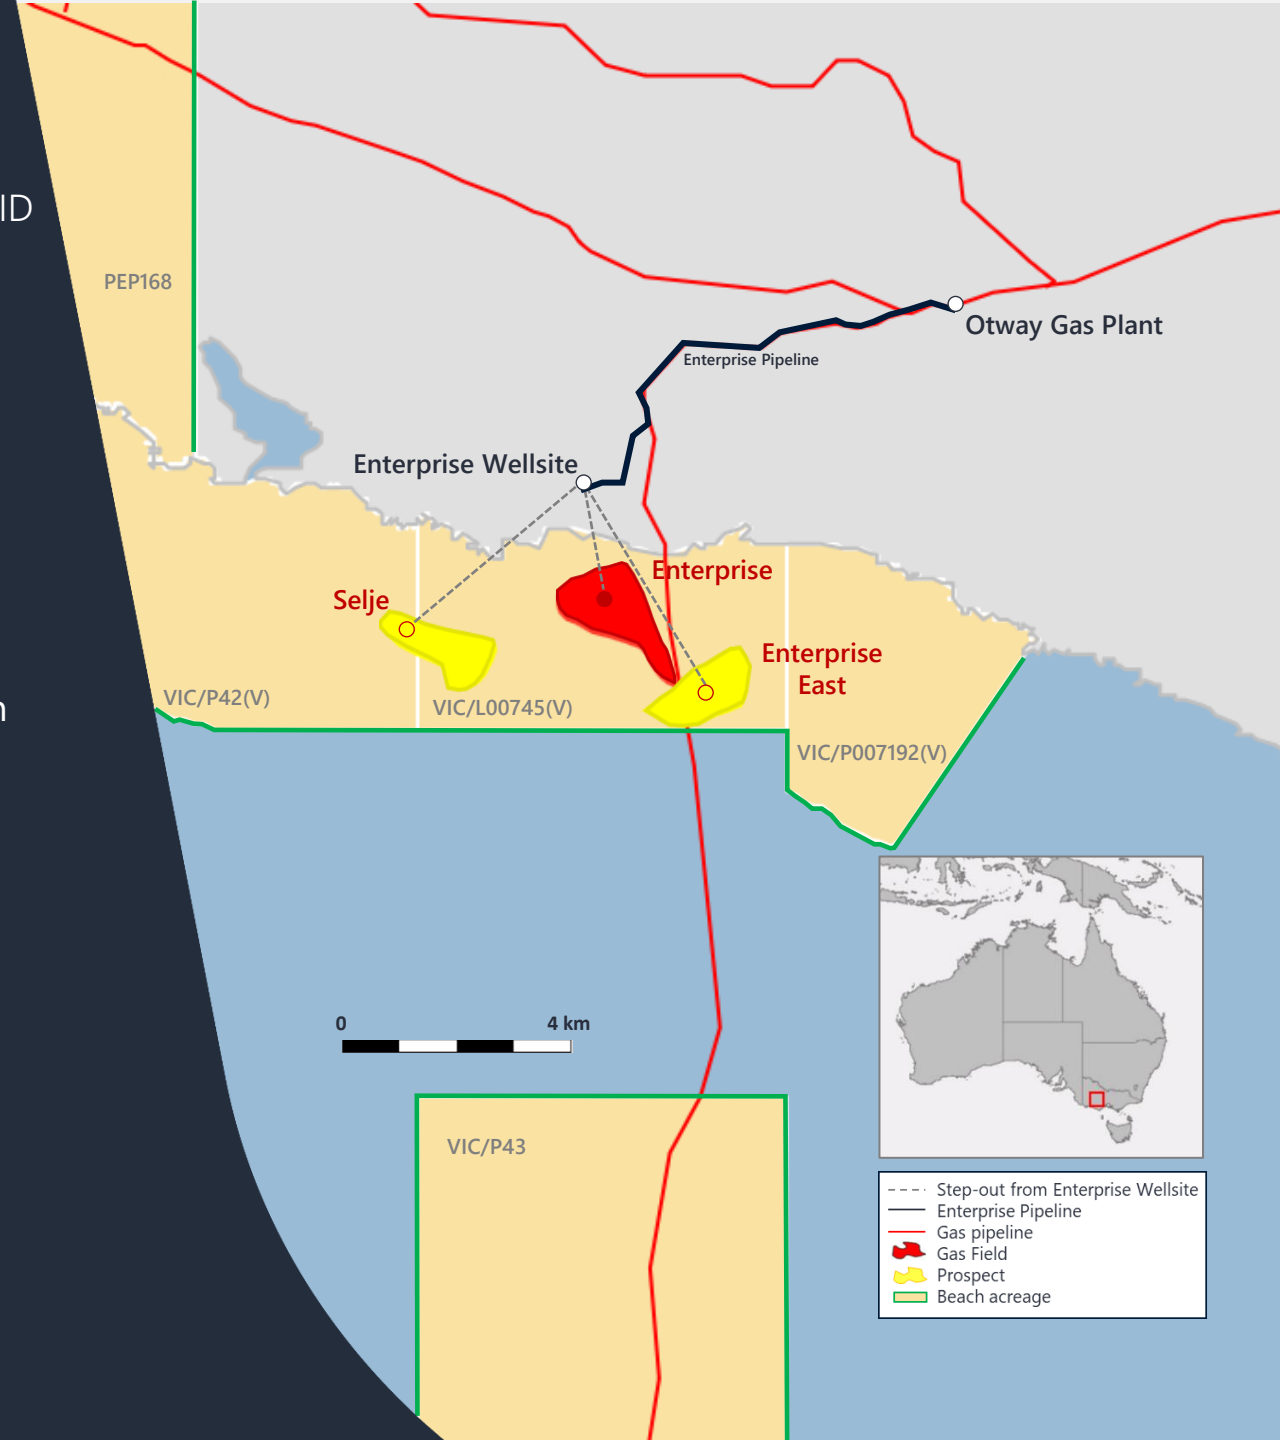 ID
PEP168
Otway Gas Plant
Enterprise Pipeline
Enterprise Wellsite
Enterprise
Selje
Enterprise
East
VIC/P42(V)
VIC/L00745(V)
n
VIC/P007192(V)
0 4 km
VIC/P43
Step-out from Enterprise Wellsite
Enterprise Pipeline
Gas pipeline
Gas Field
Prospect
Beach acreage